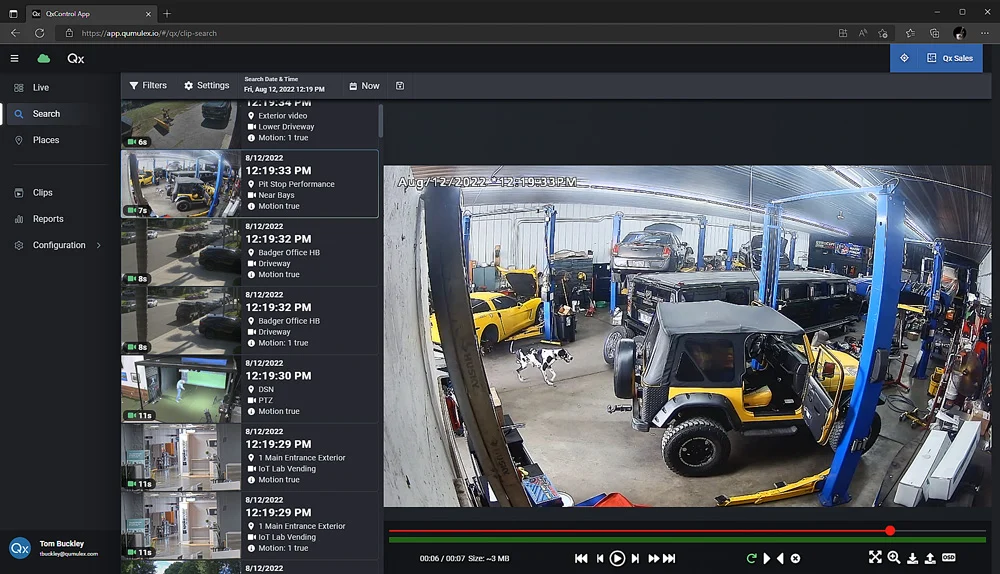 QxControl App
https://app.qumulex.io/#/qx/clip-search
Qx
Qx Sales
Live
Search
Places
Clips
Reports
Configuration
Qx
Tom Buckley
tbuckley@qumulex.com
Filters
Settings
Search Date & Time
Fri, Aug 12, 2022 12:19 PM
Now
12:19:34 PM
Exterior video
Lower Driveway
Motion: 1 true
6s
8/12/2022
12:19:33 PM
Pit Stop Performance
Near Bays
Motion true
7s
8/12/2022
12:19:32 PM
Badger Office HB
Driveway
Motion true
8s
8/12/2022
12:19:32 PM
Badger Office HB
Driveway
Motion: 1 true
8s
8/12/2022
12:19:30 PM
DSN
PTZ
Motion true
11s
8/12/2022
12:19:29 PM
1 Main Entrance Exterior
IoT Lab Vending
Motion true
11s
8/12/2022
12:19:29 PM
1 Main Entrance Exterior
IoT Lab Vending
Motion: 1 true
11s
8/12/2022
Aug/12/2022 12:19:33PM
00:06 / 00:07 Size: ~3 MB
OSD